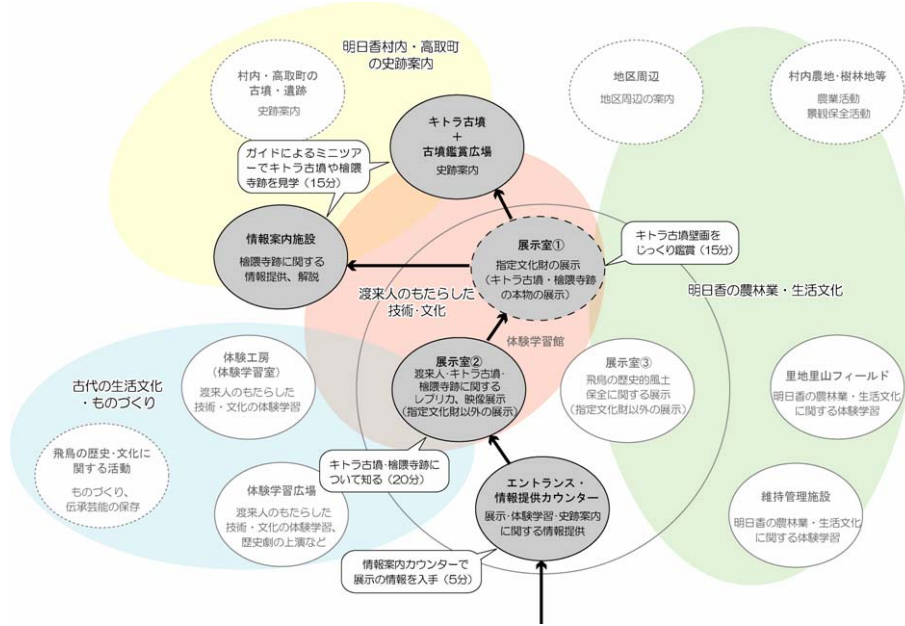 明日香村内・高取町
の史跡案内
村内・高取町の
古墳・遺跡
史跡案内
地区周辺
地区周辺の案内
村内農地・樹林地等
農業活動
景観保全活動
キトラ古墳
+
古墳鑑賞広場
史跡案内
ガイドによるミニツアー
でキトラ古墳や檜隈
寺跡を見学（15分）
情報案内施設
檜隈寺跡に関する
情報提供、解説
展示室①
指定文化財の展示
（キトラ古墳・檜隈寺跡
の本物の展示）
キトラ古墳壁画を
じっくり鑑賞（15分）
渡来人のもたらした
技術・文化
明日香の農林業・生活文化
体験学習館
古代の生活文化
・ものづくり
体験工房
（体験学習室）
渡来人のもたらした
技術・文化の体験学習
展示室②
渡来人・キトラ古墳・
檜隈寺跡に関する
レプリカ、映像展示
（指定文化財以外の展示）
展示室③
飛鳥の歴史的風土
保全に関する展示
（指定文化財以外の展示）
里地里山フィールド
明日香の農林業・生活文化
に関する体験学習
飛鳥の歴史・文化に
関する活動
ものづくり、
伝承芸能の保存
キトラ古墳・檜隈寺跡に
ついて知る（20分）
体験学習広場
渡来人のもたらした
技術・文化の体験学習、
歴史劇の上演など
エントランス・
情報提供カウンター
展示・体験学習・史跡案内
に関する情報提供
維持管理施設
明日香の農林業・生活文化
に関する体験学習
情報案内カウンターで
展示の情報を入手（5分）